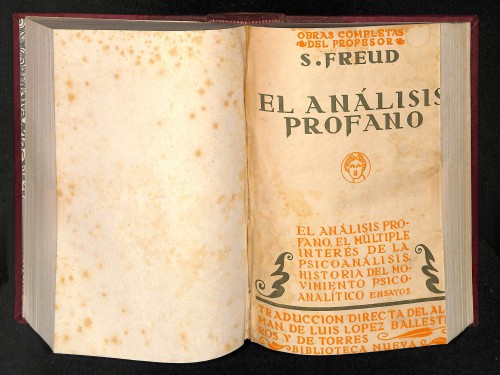 OBRAS COMPLETAS
DEL PROFESOR
S. FREUD
EL ANÁLISIS
PROFANO
EL ANÁLISIS PRO-
FANO. EL MÚLTIPLE
INTERÉS DE LA
PSICOANÁLISIS.
HISTORIA DEL MO-
VIMIENTO PSICO-
ANALÍTICO ENSAYOS
TRADUCCION DIRECTA DEL AL
MAN, DE LUIS LOPEZ BALLEST
ROS Y DE TORRES
BIBLIOTECA NUEVA